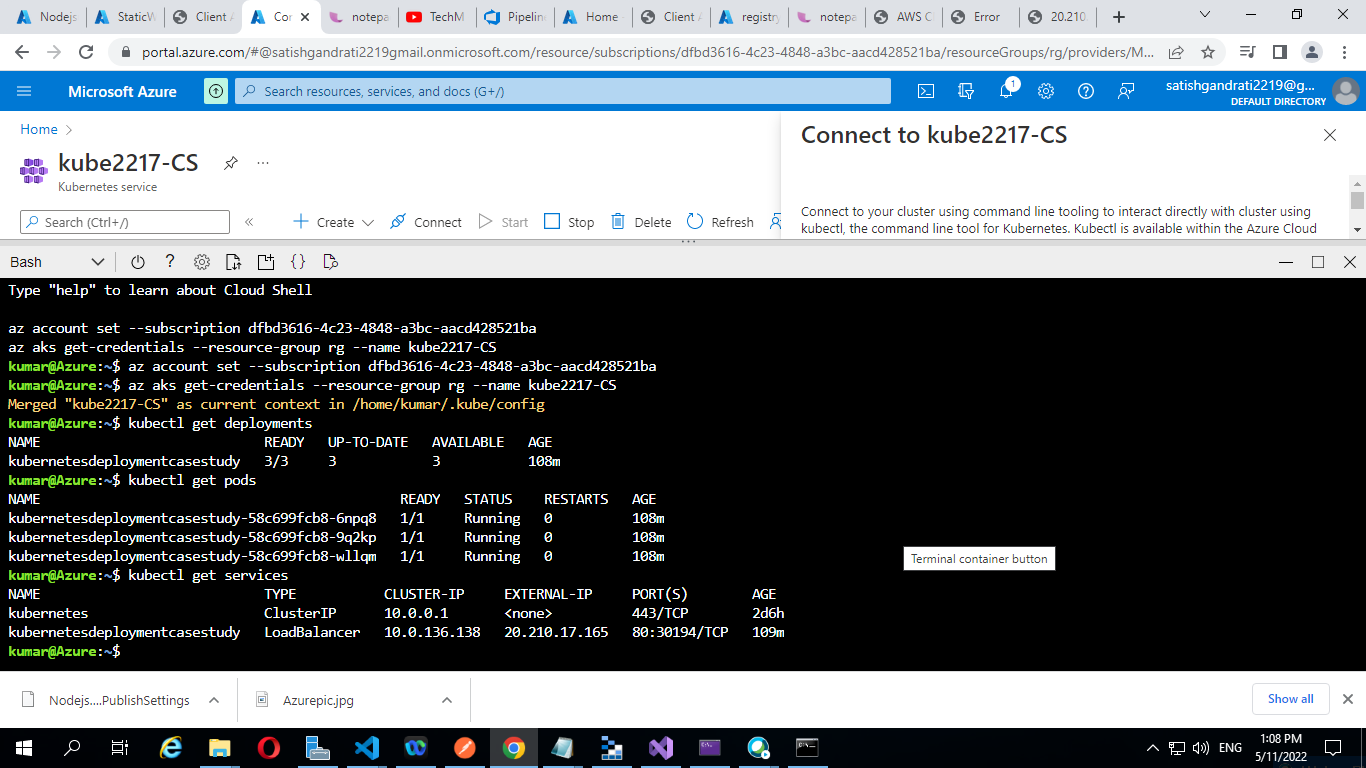 Nodejs
StaticW
Client A
Con
notepa
TechM
Pipelin
Home
Client A
registry
notepa
AWS C
Error
20.210.
portal.azure.com/#@satishgandrati2219gmail.onmicrosoft.com/resource/subscriptions/dfbd3616-4c23-4848-a3bc-aacd428521ba/resourceGroups/rg/providers/M...
Microsoft Azure
Search resources, services, and docs (G+/)
1
satishgandrati2219@g...
DEFAULT DIRECTORY
Home
kube2217-CS
...
Kubernetes service
Search (Ctrl+/)
Create
Connect
Start
Stop
Delete
Refresh
Connect to kube2217-CS
Connect to your cluster using command line tooling to interact directly with cluster using
kubectl, the command line tool for Kubernetes. Kubectl is available within the Azure Cloud
Bash
Type "help" to learn about Cloud Shell
az account set --subscription dfbd3616-4c23-4848-a3bc-aacd428521ba
az aks get-credentials --resource-group rg --name kube2217-CS
kumar@Azure:~$ az account set --subscription dfbd3616-4c23-4848-a3bc-aacd428521ba
kumar@Azure:~$ az aks get-credentials --resource-group rg --name kube2217-CS
Merged "kube2217-CS" as current context in /home/kumar/.kube/config
kumar@Azure:~$ kubectl get deployments
NAME READY UP-TO-DATE AVAILABLE AGE
kubernetesdeploymentcasestudy 3/3 3 3 108m
kumar@Azure:~$ kubectl get pods
NAME READY STATUS RESTARTS AGE
kubernetesdeploymentcasestudy-58c699fcb8-6npq8 1/1 Running 0 108m
kubernetesdeploymentcasestudy-58c699fcb8-9q2kp 1/1 Running 0 108m
kubernetesdeploymentcasestudy-58c699fcb8-wllqm 1/1 Running 0 108m
Terminal container button
kumar@Azure:~$ kubectl get services
NAME TYPE CLUSTER-IP EXTERNAL-IP PORT(S) AGE
kubernetes ClusterIP 10.0.0.1 <none> 443/TCP 2d6h
kubernetesdeploymentcasestudy LoadBalancer 10.0.136.138 20.210.17.165 80:30194/TCP 109m
kumar@Azure:~$
Nodejs....PublishSettings
Azurepic.jpg
Show all
ENG
1:08 PM
5/11/2022